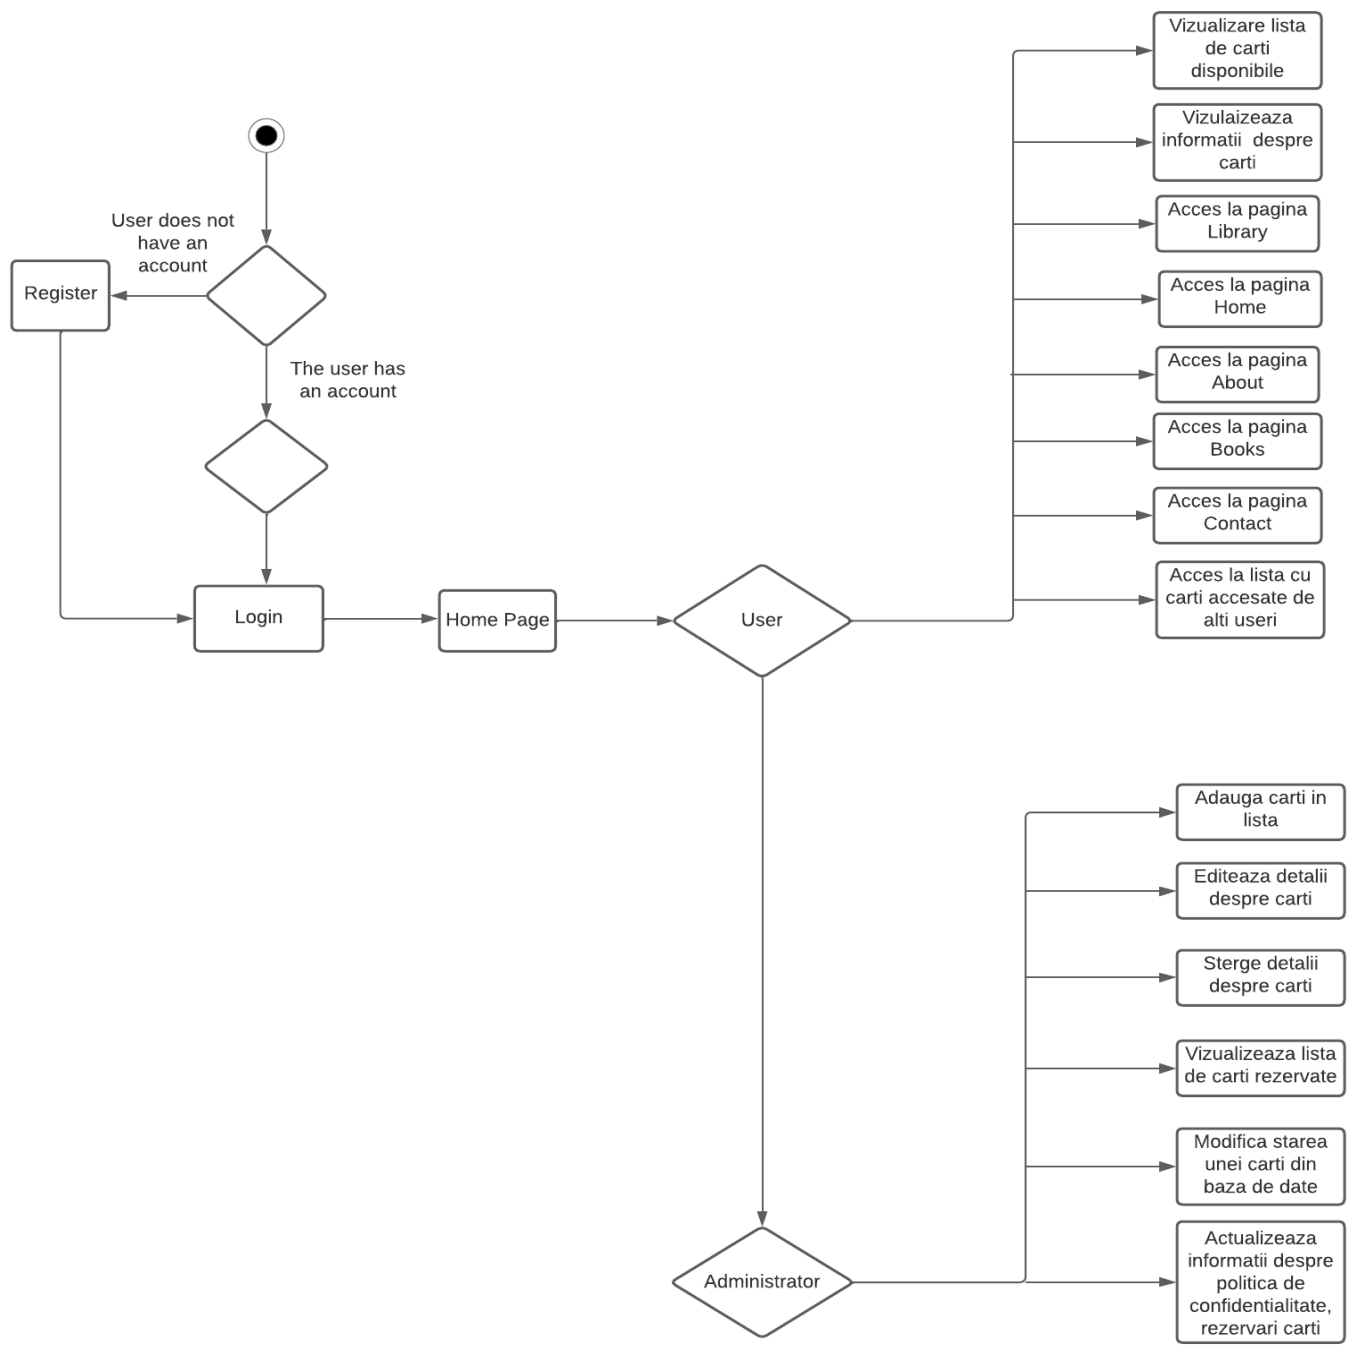 User does not
have an
account
Register
The user has
an account
Login
Home Page
User
Vizualizare lista
de carti
disponibile
Vizulaizeaza
informatii despre
carti
Acces la pagina
Library
Acces la pagina
Home
Acces la pagina
About
Acces la pagina
Books
Acces la pagina
Contact
Acces la lista cu
carti accesate de
alti useri
Administrator
Adauga carti in
lista
Editeaza detalii
despre carti
Sterge detalii
despre carti
Vizualizeaza lista
de carti rezervate
Modifica starea
unei carti din
baza de date
Actualizeaza
informatii despre
politica de
confidentialitate,
rezervari carti